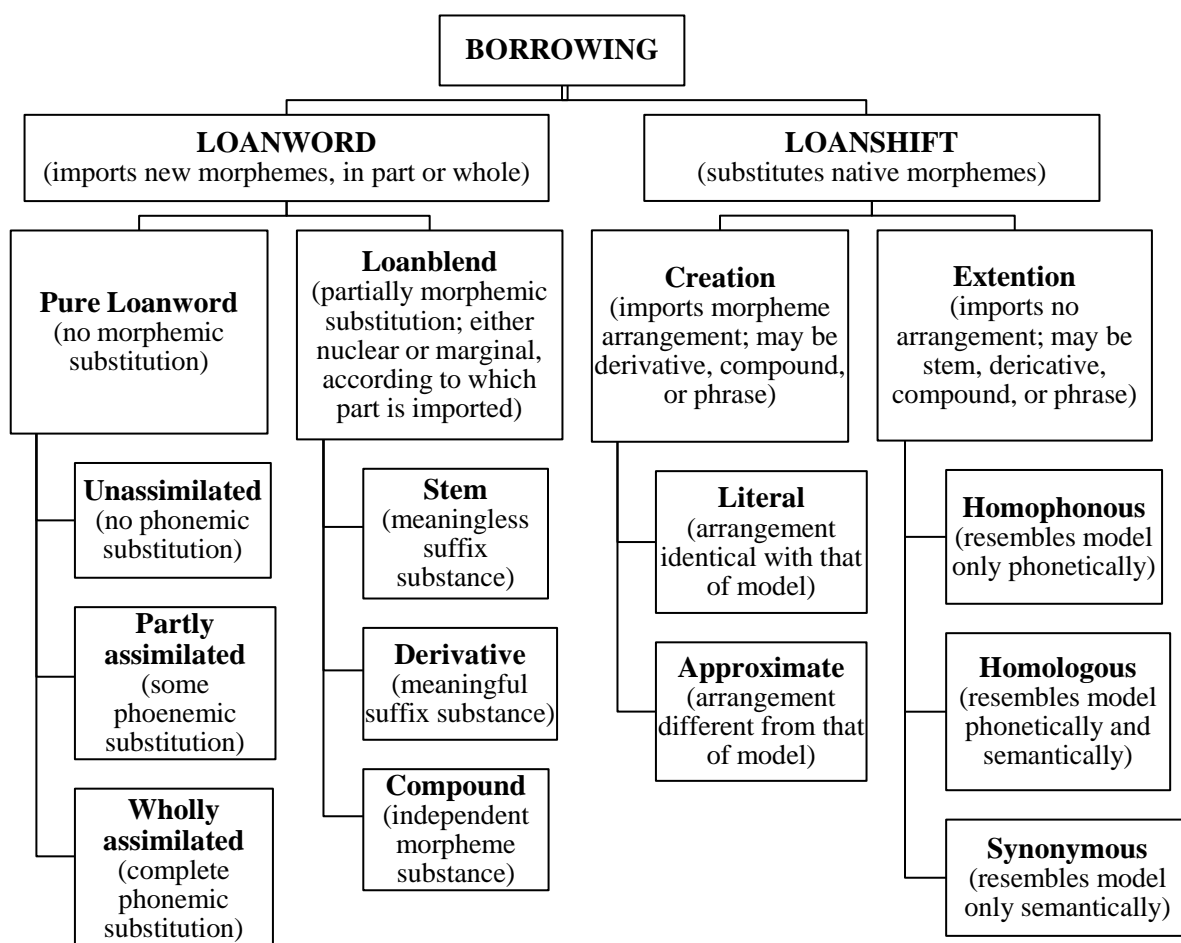 BORROWING
LOANWORD
(imports new morphemes, in part or whole)
LOANSHIFT
(substitutes native morphemes)
Pure Loanword
(no morphemic
substitution)
Loanblend
(partially morphemic
substitution; either
nuclear or marginal,
according to which
part is imported)
Creation
(imports morpheme
arrangement; may be
derivative, compound,
or phrase)
Extention
(imports no
arrangement; may be
stem, dericative,
compound, or phrase)
Unassimilated
(no phonemic
substitution)
Partly
assimilated
(some
phoenemic
substitution)
Wholly
assimilated
(complete
phonemic
substitution)
Stem
(meaningless
suffix
substance)
Derivative
(meaningful
suffix substance)
Compound
(independent
morpheme
substance)
Literal
(arrangement
identical with that
of model)
Approximate
(arrangement
different from that
of model)
Homophonous
(resembles model
only phonetically)
Homologous
(resembles model
phonetically and
semantically)
Synonymous
(resembles model
only semantically)